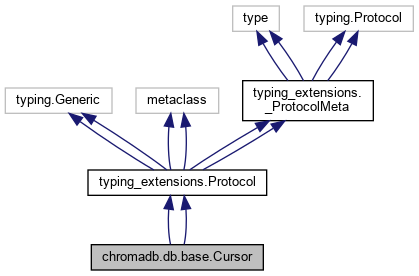 type
typing.Protocol
typing.Generic
metaclass
typing_extensions.
_ProtocolMeta
typing_extensions.Protocol
chromadb.db.base.Cursor